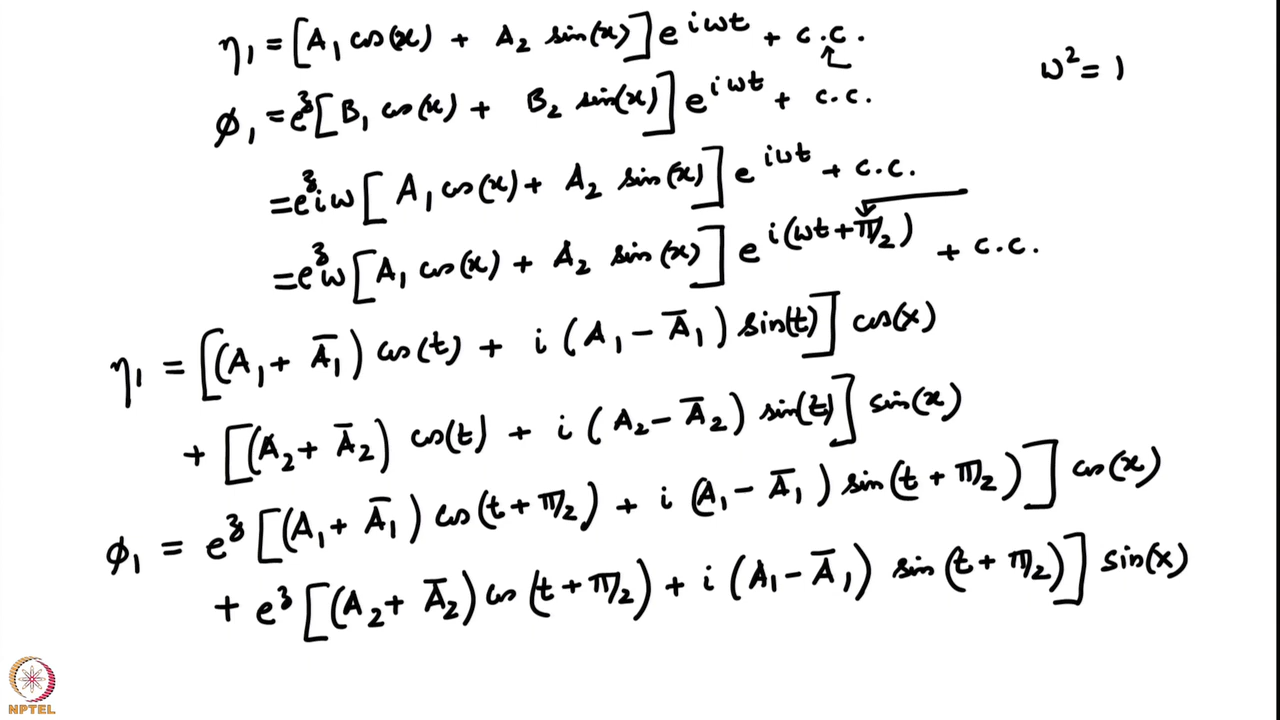 η₁ = [A₁ cos(x) + A₂ sin(x)] e^{iωt} + c.c.
ω² = 1
φ₁ = e^z [B₁ cos(x) + B₂ sin(x)] e^{iωt} + c.c.
= e^z iω [A₁ cos(x) + A₂ sin(x)] e^{iωt} + c.c.
= e^z ω [A₁ cos(x) + A₂ sin(x)] e^{i(ωt + π/2)} + c.c.
η₁ = [(A₁ + Ā₁) cos(t) + i (A₁ − Ā₁) sin(t)] cos(x)
+ [(A₂ + Ā₂) cos(t) + i (A₂ − Ā₂) sin(t)] sin(x)
φ₁ = e^z [(A₁ + Ā₁) cos(t + π/2) + i (A₁ − Ā₁) sin(t + π/2)] cos(x)
+ e^z [(A₂ + Ā₂) cos(t + π/2) + i (A₁ − Ā₁) sin(t + π/2)] sin(x)
NPTEL